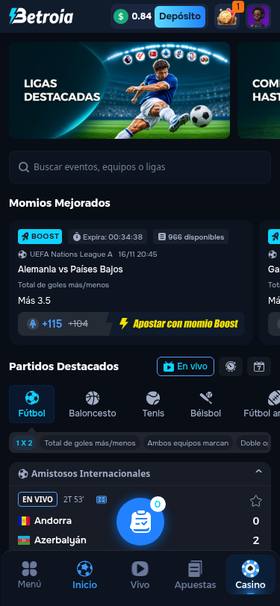 Betroia
$ 0.84 Depósito
1
LIGAS
DESTACADAS
COM
HAST
Buscar eventos, equipos o ligas
Momios Mejorados
BOOST Expira: 00:34:38 966 disponibles
UEFA Nations League A 16/11 20:45
Alemania vs Países Bajos
Ga
Total de goles más/menos
Tota
Más 3.5
Má
+115 +104 Apostar con momio Boost
Partidos Destacados En vivo 7
Fútbol Baloncesto Tenis Béisbol Fútbol am
1 X 2 Total de goles más/menos Ambos equipos marcan Doble o
Amistosos Internacionales
EN VIVO 2T 53'
0
Andorra 0
Azerbaiyán 2
Menú Inicio Vivo Apuestas Casino